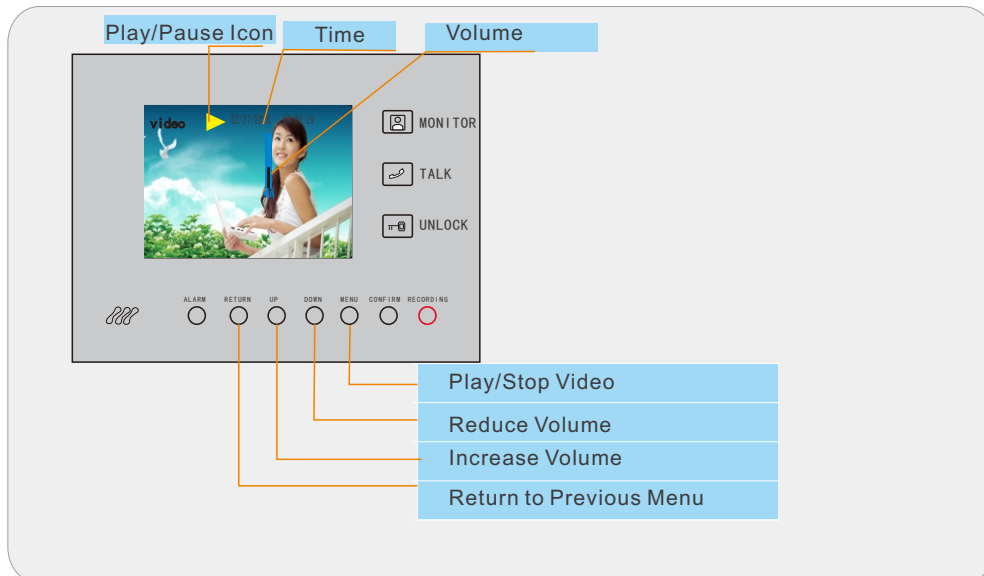 Play/Pause Icon Time Volume
video
MONITOR
TALK
UNLOCK
ALARM RETURN UP DOWN MENU CONFIRM RECORDING
Play/Stop Video
Reduce Volume
Increase Volume
Return to Previous Menu